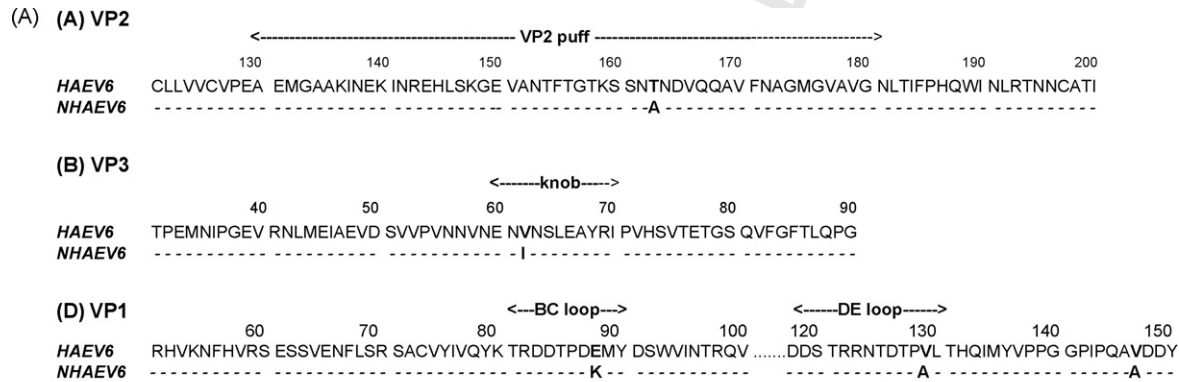 (A) (A) VP2
<-------------------------------------------- VP2 puff -------------------------------------------->
130 140 150 160 170 180 190 200
HAEV6 CLLVVCVPEA EMGAAKINEK INREHLSKGE VANTFTGTKS SNTNDVQQAV FNAGMGVAVG NLTIFPHQWI NLRTNNCATI
NHAEV6 ---------- ---------- ---------- ---------- --A------- ---------- ---------- ----------
(B) VP3
<-------knob----->
40 50 60 70 80 90
HAEV6 TPEMNIPGEV RNLMEIAEVD SVVPVNNVNE NVNSLEAYRI PVHSVTETGS QVFGFTLQPG
NHAEV6 ---------- ---------- ---------- -I-------- ---------- ----------
(D) VP1
<---BC loop----> <------DE loop------>
60 70 80 90 100 120 130 140 150
HAEV6 RHVKNFHVRS ESSVENFLSR SACVYIVQYK TRDDTPDEMY DSWVINTRQV .......DDS TRRNTDTPVL THQIMYVPPG GPIPQAVDDY
NHAEV6 ---------- ---------- ---------- -------K-- ---------- --- --------A- ---------- ------A---